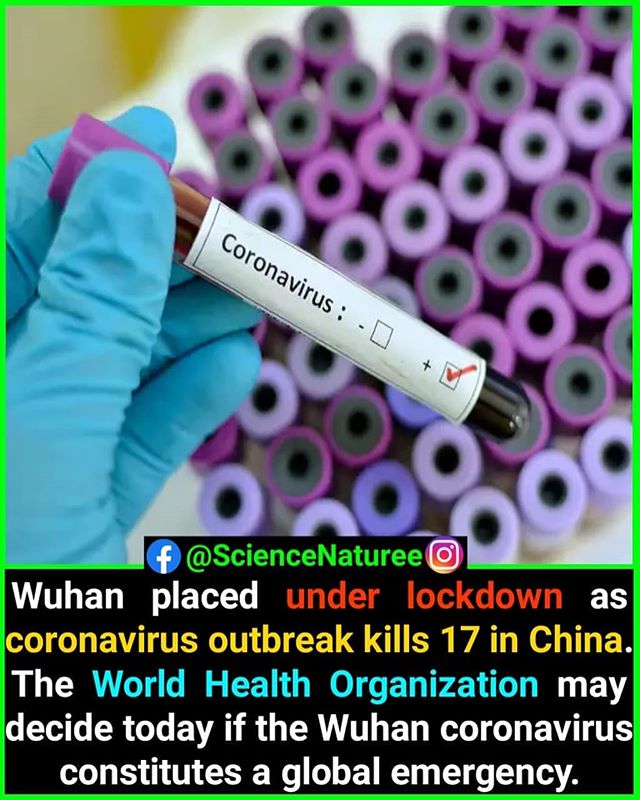 Coronavirus : -
+
@ScienceNaturee
Wuhan placed under lockdown as
coronavirus outbreak kills 17 in China.
The World Health Organization may
decide today if the Wuhan coronavirus
constitutes a global emergency.